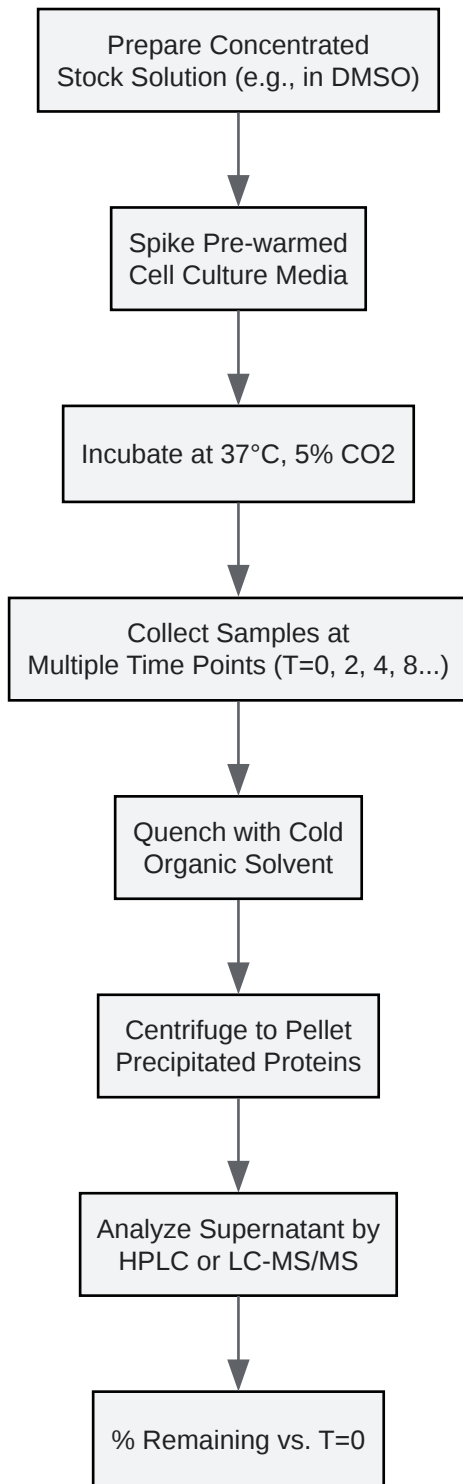 Prepare Concentrated
Stock Solution (e.g., in DMSO)
Spike Pre-warmed
Cell Culture Media
Incubate at 37°C, 5% CO2
Collect Samples at
Multiple Time Points (T=0, 2, 4, 8...)
Quench with Cold
Organic Solvent
Centrifuge to Pellet
Precipitated Proteins
Analyze Supernatant by
HPLC or LC-MS/MS
% Remaining vs. T=0